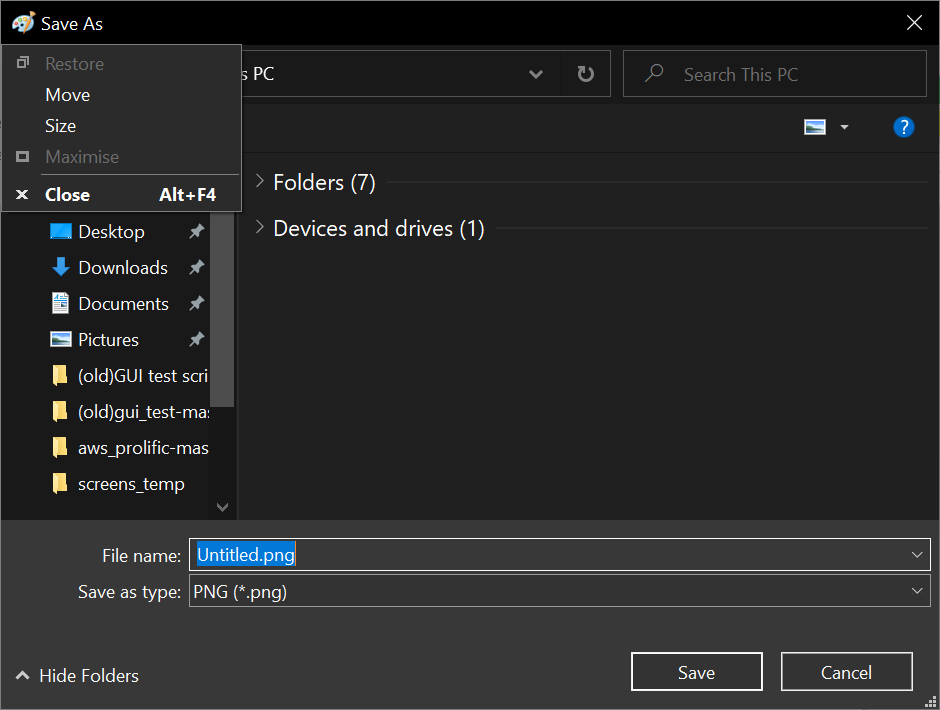 Save As
Restore
Move
Size
Maximise
Close Alt+F4
PC
Search This PC
?
Folders (7)
Devices and drives (1)
Desktop
Downloads
Documents
Pictures
(old)GUI test scri
(old)gui_test-mas
aws_prolific-mas
screens_temp
File name: Untitled.png
Save as type: PNG (*.png)
Hide Folders
Save
Cancel